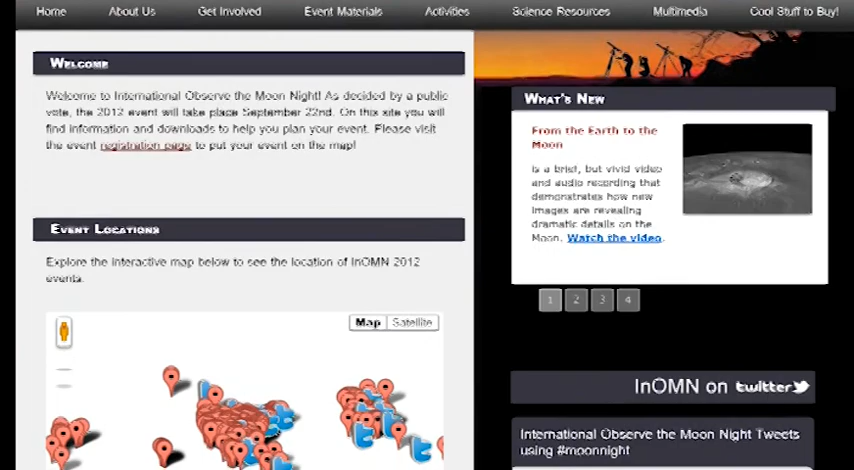 Home About Us Get Involved Event Materials Activities Science Resources Multimedia Cool Stuff to Buy!
WELCOME
Welcome to International Observe the Moon Night! As decided by a public
vote, the 2012 event will take place September 22nd. On this site you will
find information and downloads to help you plan your event. Please visit
the event registration page to put your event on the map!
EVENT LOCATIONS
Explore the interactive map below to see the location of InOMN 2012
events.
Map Satellite
WHAT'S NEW
From the Earth to the
Moon
is a brief, but vivid video
and audio recording that
demonstrates how new
images are revealing
dramatic details on the
Moon. Watch the video.
1 2 3 4
InOMN on twitter
International Observe the Moon Night Tweets
using #moonnight